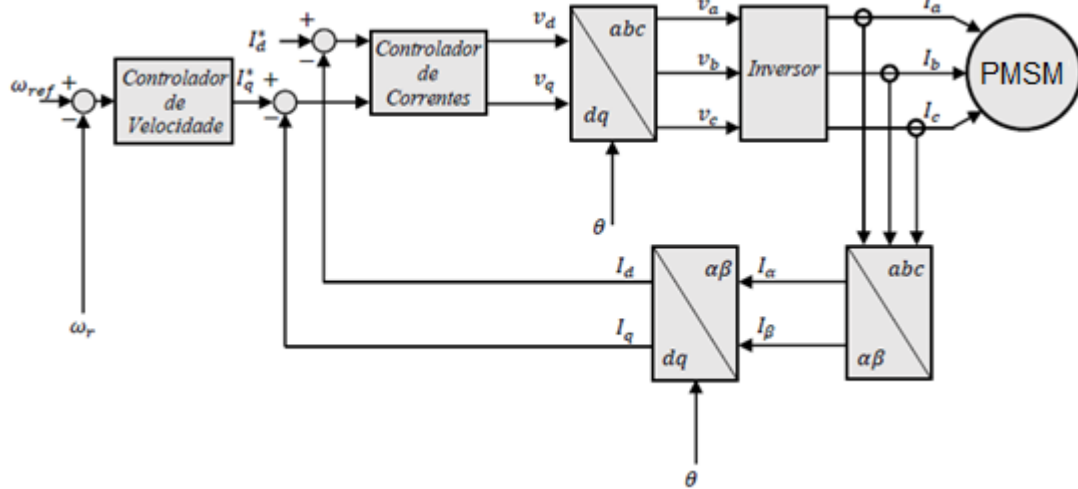 I_d^*
+
−
Controlador
de
Correntes
v_d
v_q
abc
dq
θ
v_a
v_b
v_c
Inversor
I_a
I_b
I_c
PMSM
ω_ref
+
−
Controlador
de
Velocidade
I_q^*
+
−
ω_r
I_d
I_q
αβ
dq
θ
I_α
I_β
abc
αβ